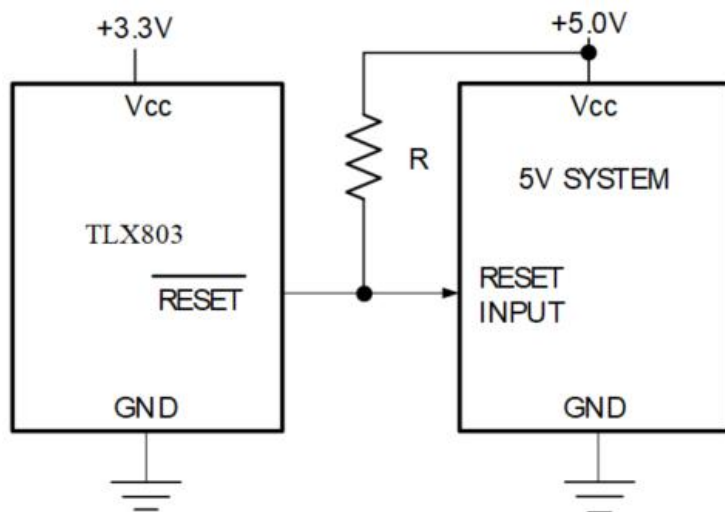 +3.3V
Vcc
TLX803
RESET
GND
R
+5.0V
Vcc
5V SYSTEM
RESET
INPUT
GND